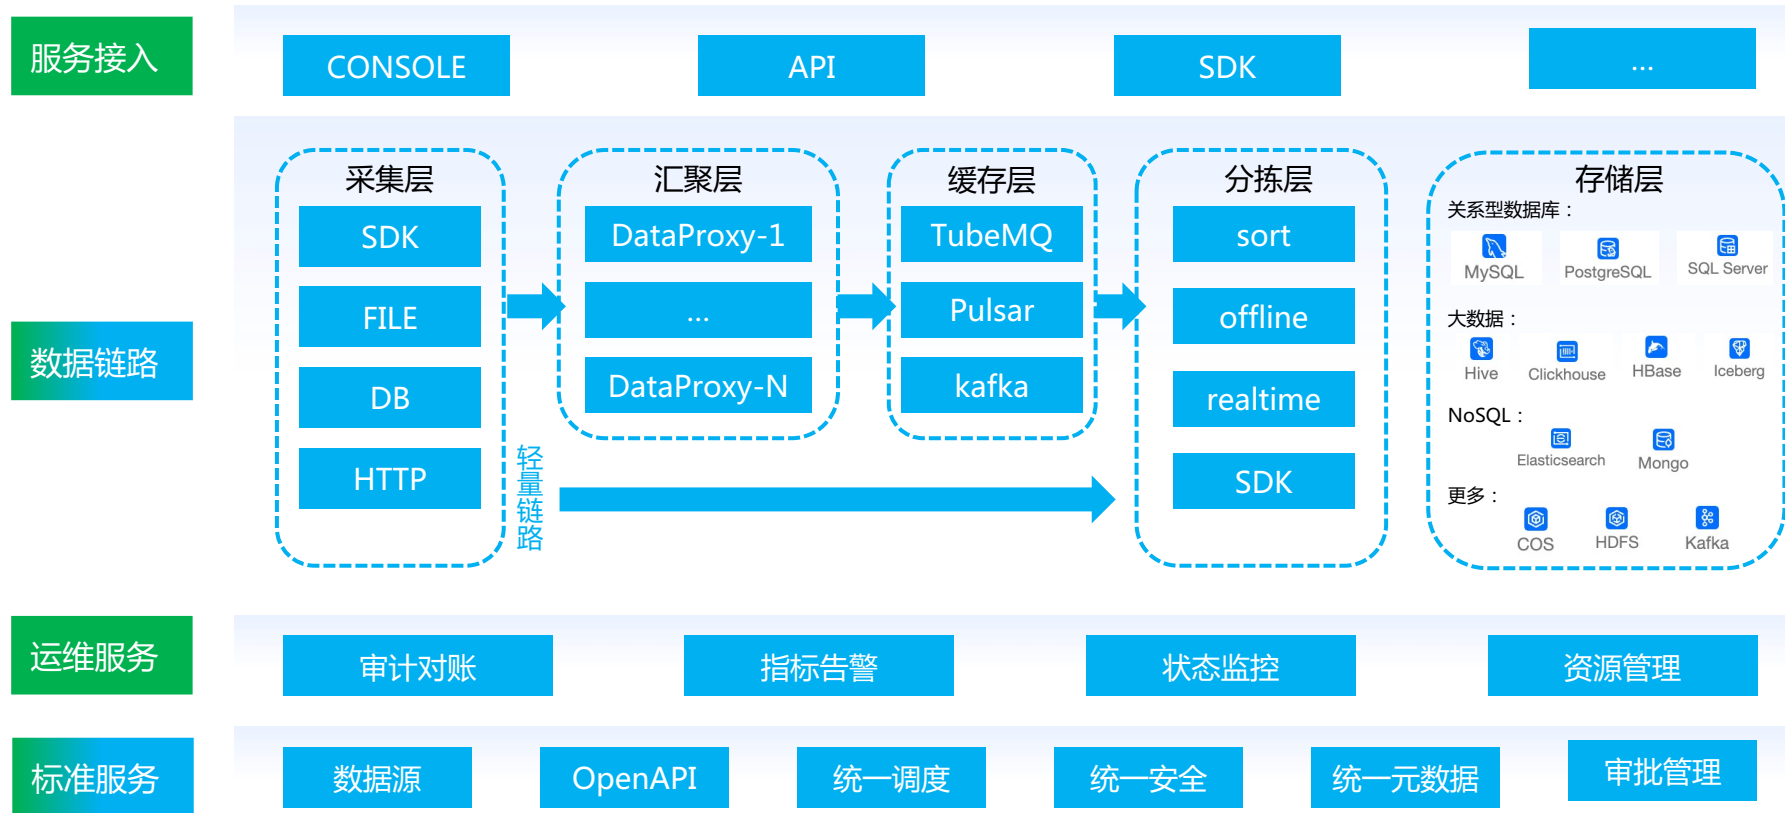 服务接入
CONSOLE
API
SDK
...
数据链路
采集层
SDK
FILE
DB
HTTP
轻量链路
汇聚层
DataProxy-1
...
DataProxy-N
缓存层
TubeMQ
Pulsar
kafka
分拣层
sort
offline
realtime
SDK
存储层
关系型数据库：
MySQL
PostgreSQL
SQL Server
大数据：
Hive
Clickhouse
HBase
Iceberg
NoSQL：
Elasticsearch
Mongo
更多：
COS
HDFS
Kafka
运维服务
审计对账
指标告警
状态监控
资源管理
标准服务
数据源
OpenAPI
统一调度
统一安全
统一元数据
审批管理